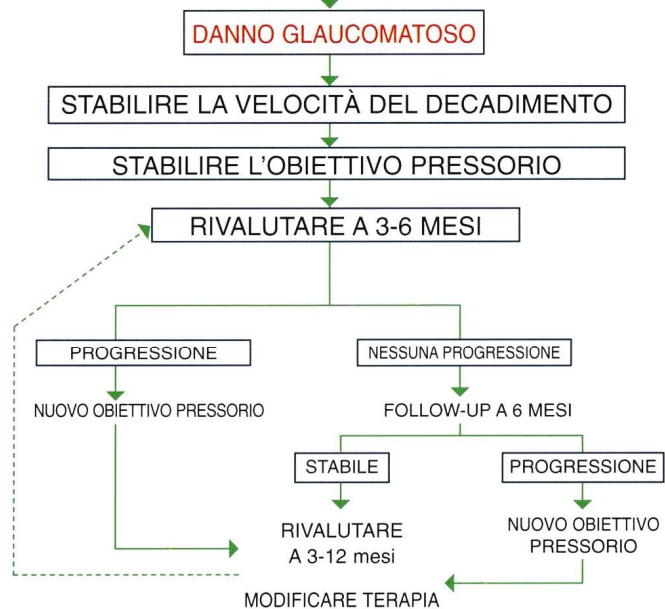 DANNO GLAUCOMATOSO
STABILIRE LA VELOCITÀ DEL DECADIMENTO
STABILIRE L'OBIETTIVO PRESSORIO
RIVALUTARE A 3-6 MESI
PROGRESSIONE
NESSUNA PROGRESSIONE
NUOVO OBIETTIVO PRESSORIO
FOLLOW-UP A 6 MESI
STABILE
PROGRESSIONE
RIVALUTARE
A 3-12 mesi
NUOVO OBIETTIVO
PRESSORIO
MODIFICARE TERAPIA